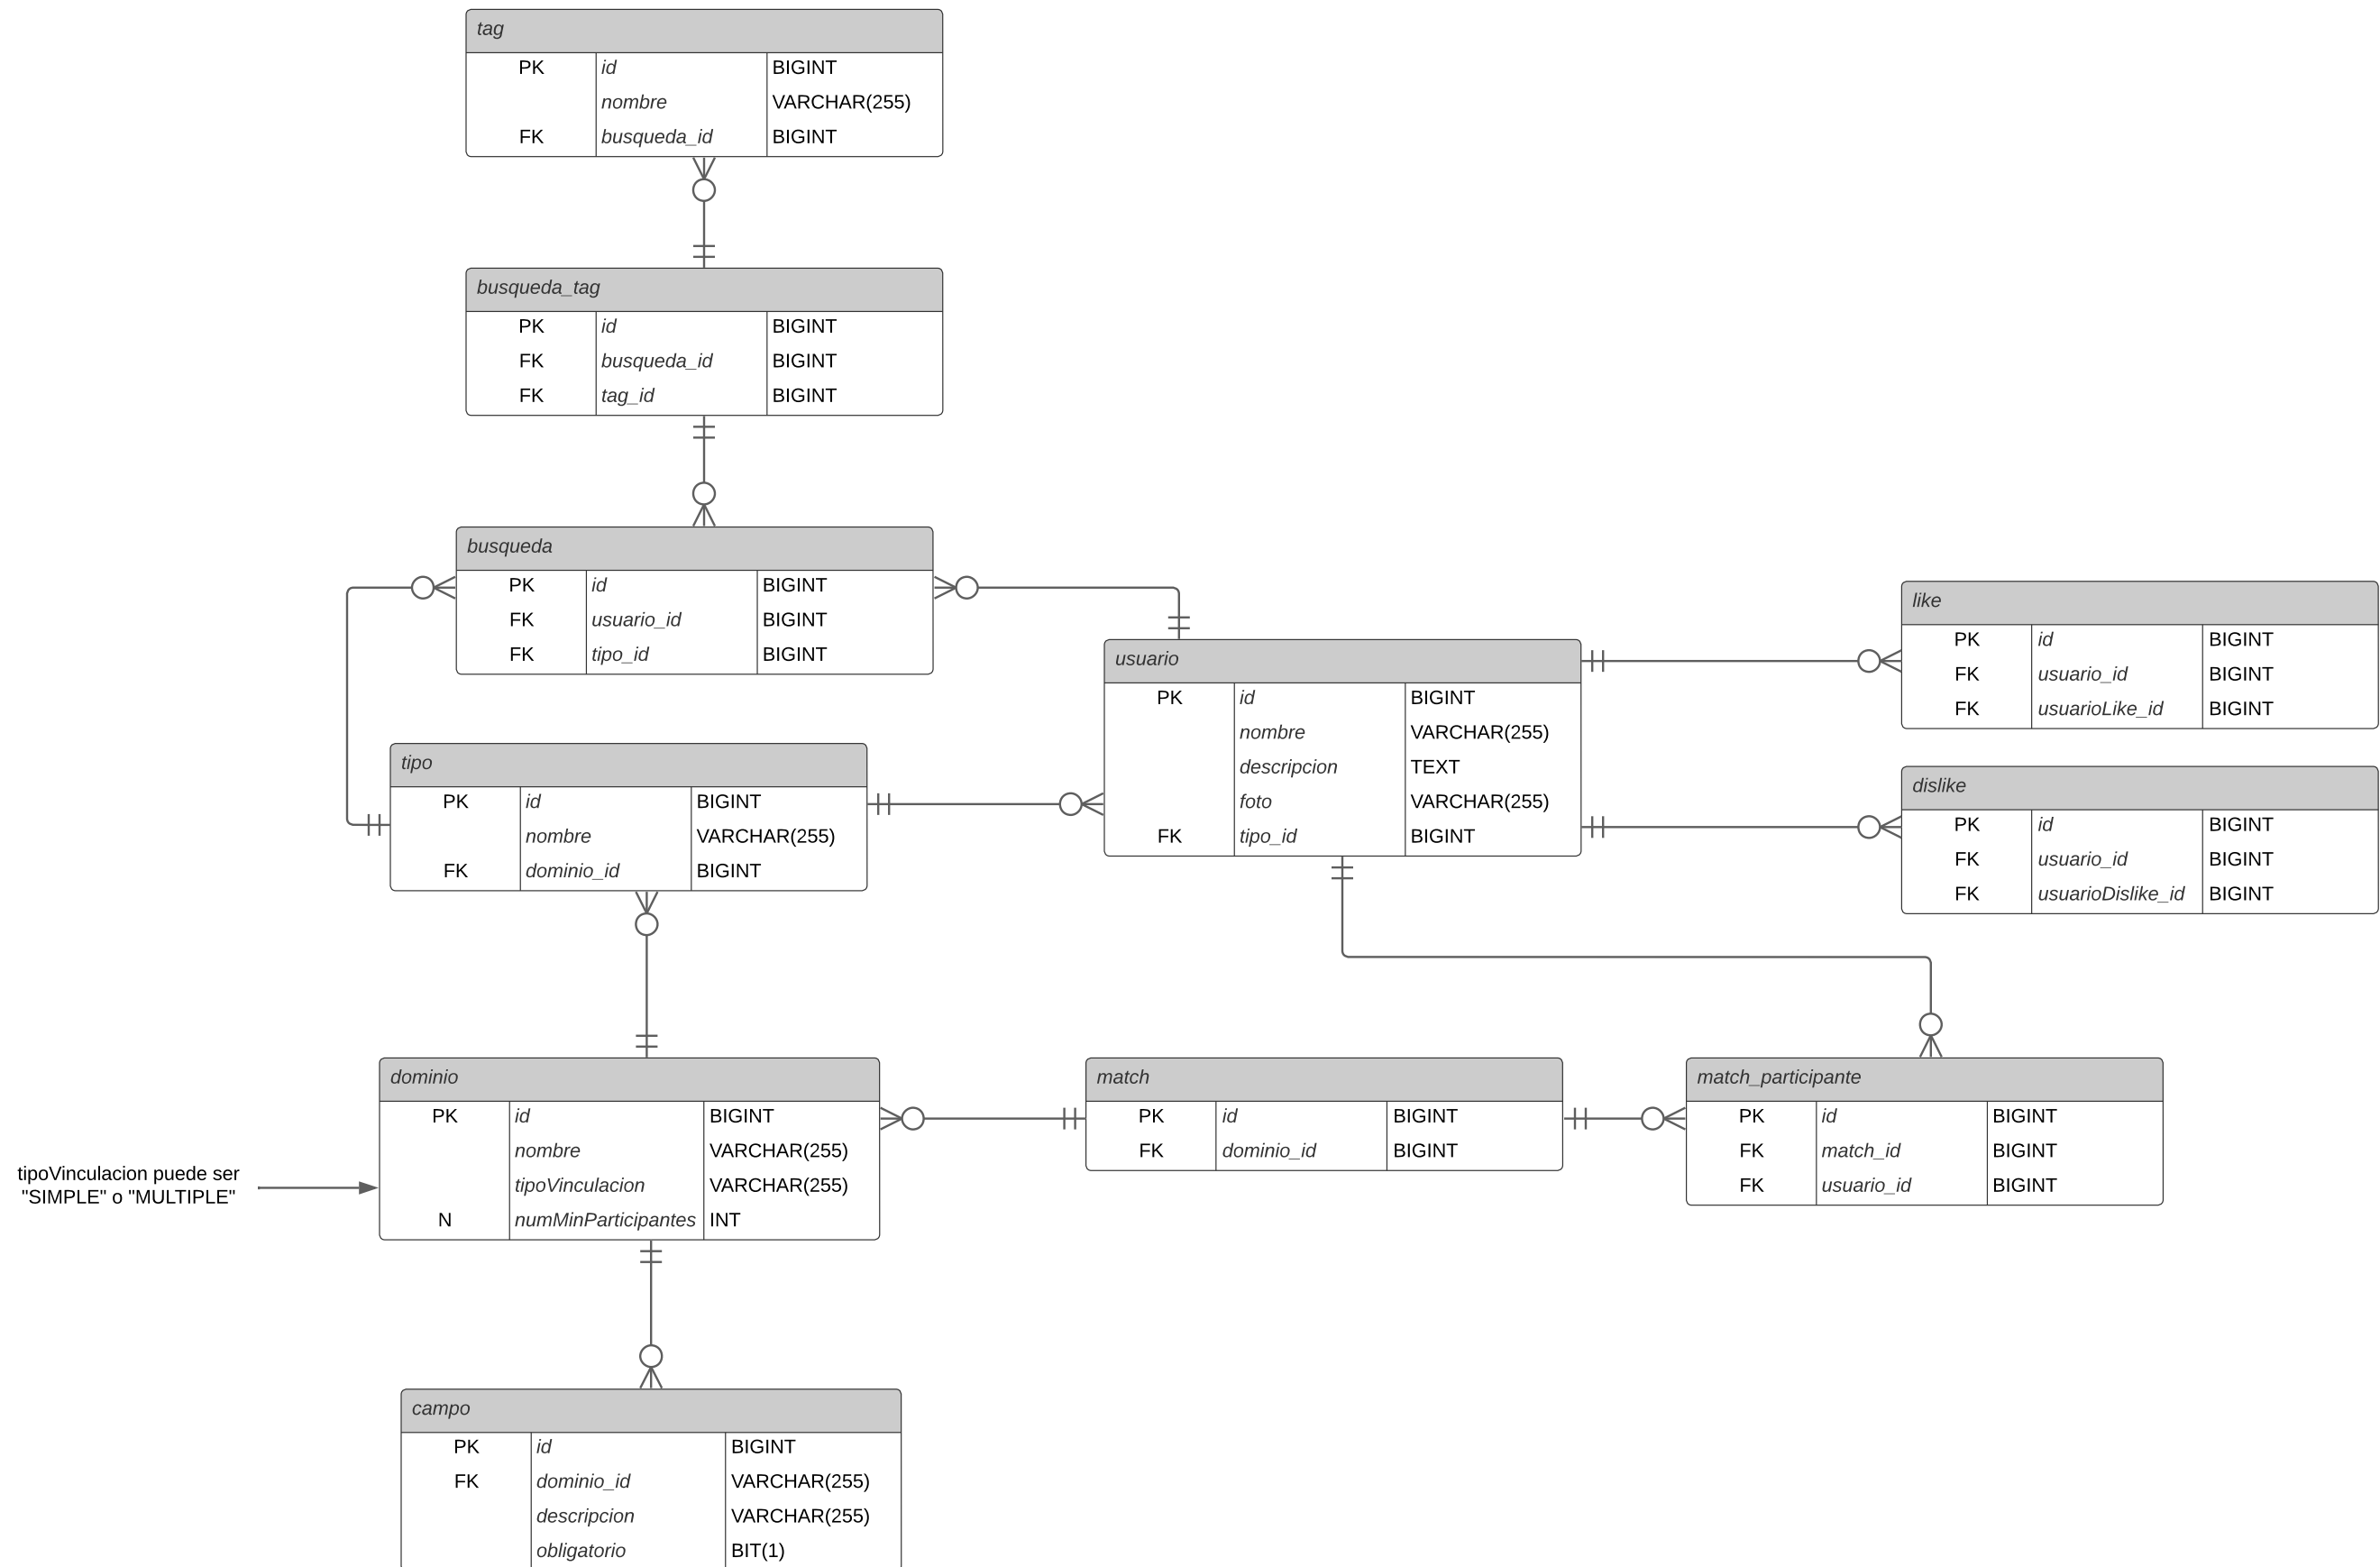 tag
PK id BIGINT
nombre VARCHAR(255)
FK busqueda_id BIGINT
busqueda_tag
PK id BIGINT
FK busqueda_id BIGINT
FK tag_id BIGINT
busqueda
PK id BIGINT
FK usuario_id BIGINT
FK tipo_id BIGINT
like
PK id BIGINT
FK usuario_id BIGINT
FK usuarioLike_id BIGINT
usuario
PK id BIGINT
nombre VARCHAR(255)
descripcion TEXT
foto VARCHAR(255)
FK tipo_id BIGINT
tipo
PK id BIGINT
nombre VARCHAR(255)
FK dominio_id BIGINT
dislike
PK id BIGINT
FK usuario_id BIGINT
FK usuarioDislike_id BIGINT
dominio
PK id BIGINT
nombre VARCHAR(255)
tipoVinculacion VARCHAR(255)
N numMinParticipantes INT
match
PK id BIGINT
FK dominio_id BIGINT
match_participante
PK id BIGINT
FK match_id BIGINT
FK usuario_id BIGINT
tipoVinculacion puede ser
"SIMPLE" o "MULTIPLE"
campo
PK id BIGINT
FK dominio_id VARCHAR(255)
descripcion VARCHAR(255)
obligatorio BIT(1)